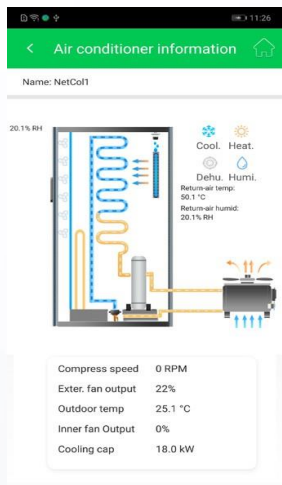 11:26
Air conditioner information
Name: NetCol1
20.1% RH
Cool. Heat.
Dehu. Humi.
Return-air temp:
50.1 °C
Return-air humid:
20.1% RH
Compress speed 0 RPM
Exter. fan output 22%
Outdoor temp 25.1 °C
Inner fan Output 0%
Cooling cap 18.0 kW